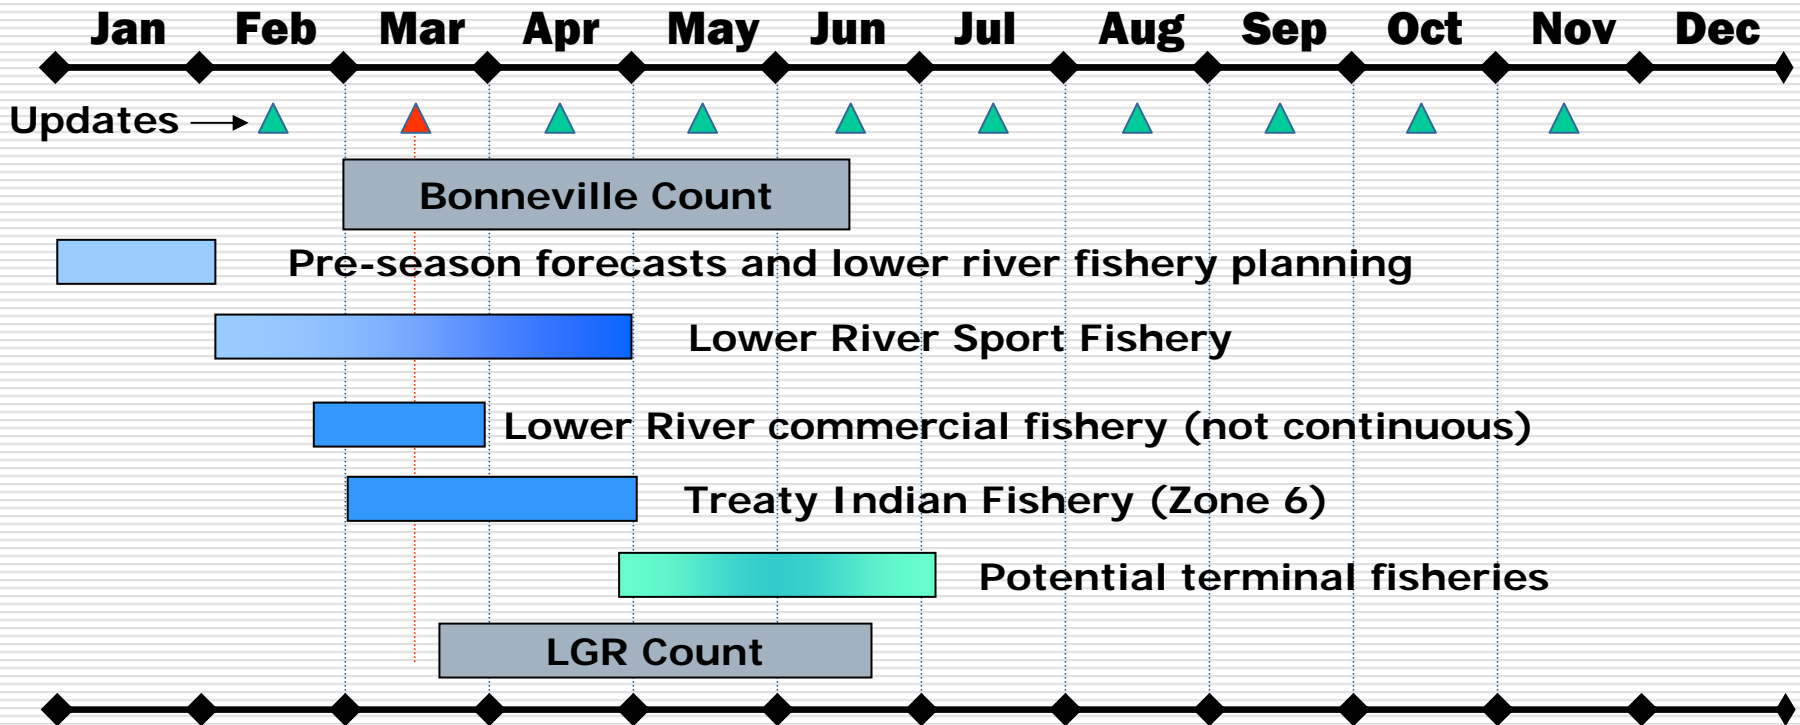 Jan Feb Mar Apr May Jun Jul Aug Sep Oct Nov Dec
Updates
Bonneville Count
Pre-season forecasts and lower river fishery planning
Lower River Sport Fishery
Lower River commercial fishery (not continuous)
Treaty Indian Fishery (Zone 6)
Potential terminal fisheries
LGR Count